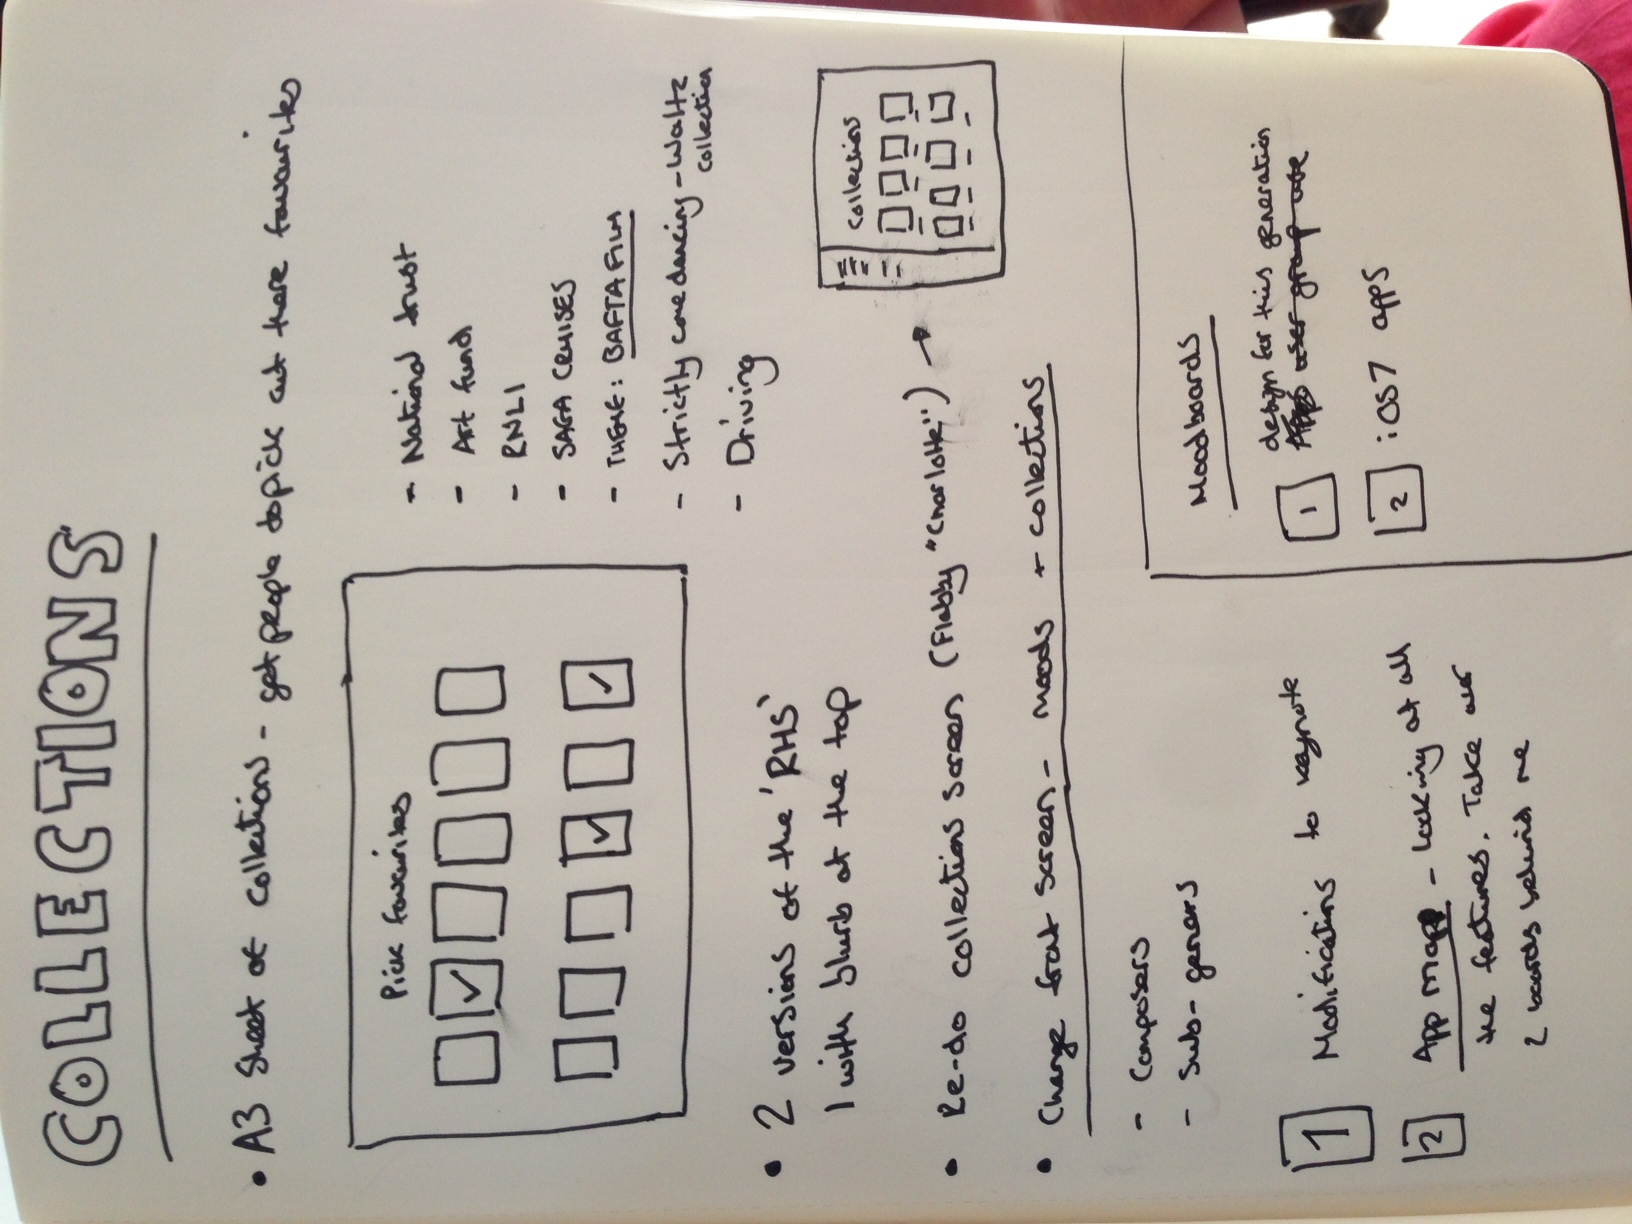 COLLECTIONS
• A3 Sheet of collections - get people to pick out there favourites
Pick favourites
- National trust
- Art fund
- RNLI
- SAGA CRUISES
- THEME: BAFTA FILM
- Strictly come dancing - Waltz
collection
- Driving
• 2 versions of the 'RHS'
1 with blurb at the top
• Re-do collections screen (Flabby "Charlotte") →
Collections
• Change front screen - moods + collections
- Composers
- Sub-geners
1 Modifications to keynote
2 App map - Looking at all
the features. Take over
2 boards behind me
Moodboards
design for this generation
1 user group use
2 iOS7 apps